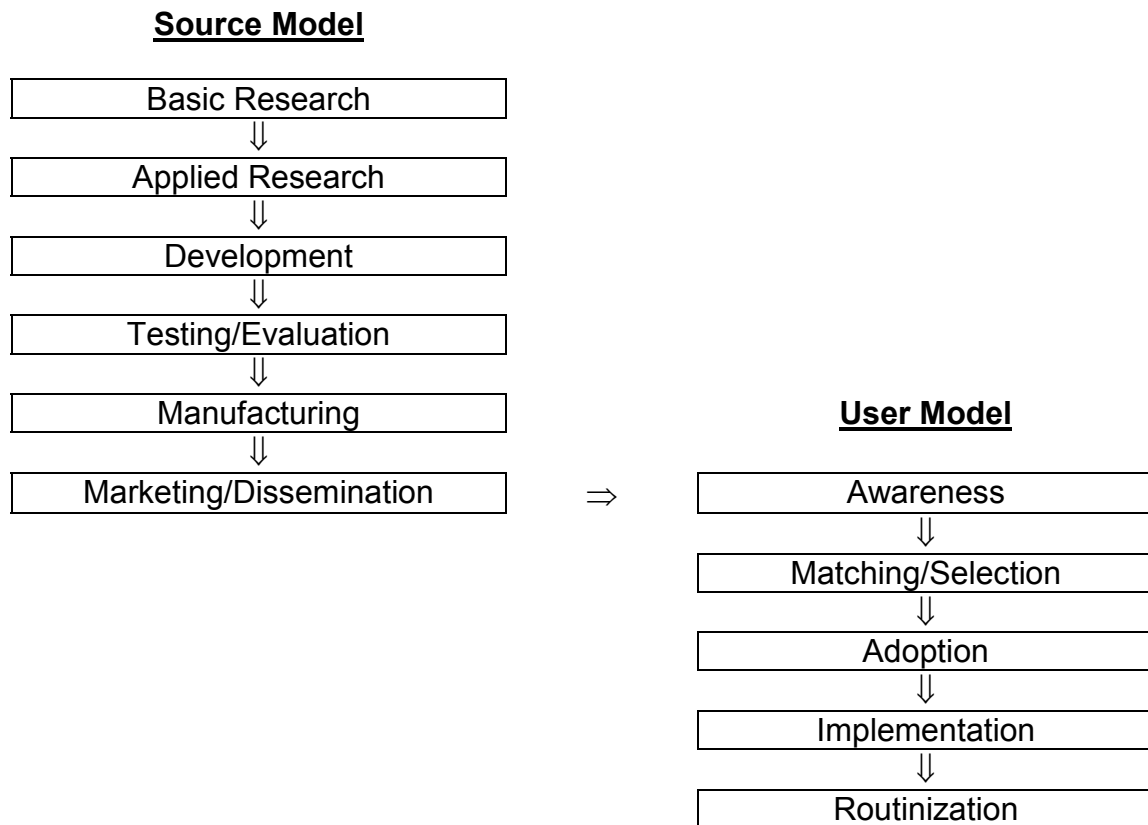 Source Model
Basic Research
⇓
Applied Research
⇓
Development
⇓
Testing/Evaluation
⇓
Manufacturing
⇓
Marketing/Dissemination
⇒
User Model
Awareness
⇓
Matching/Selection
⇓
Adoption
⇓
Implementation
⇓
Routinization